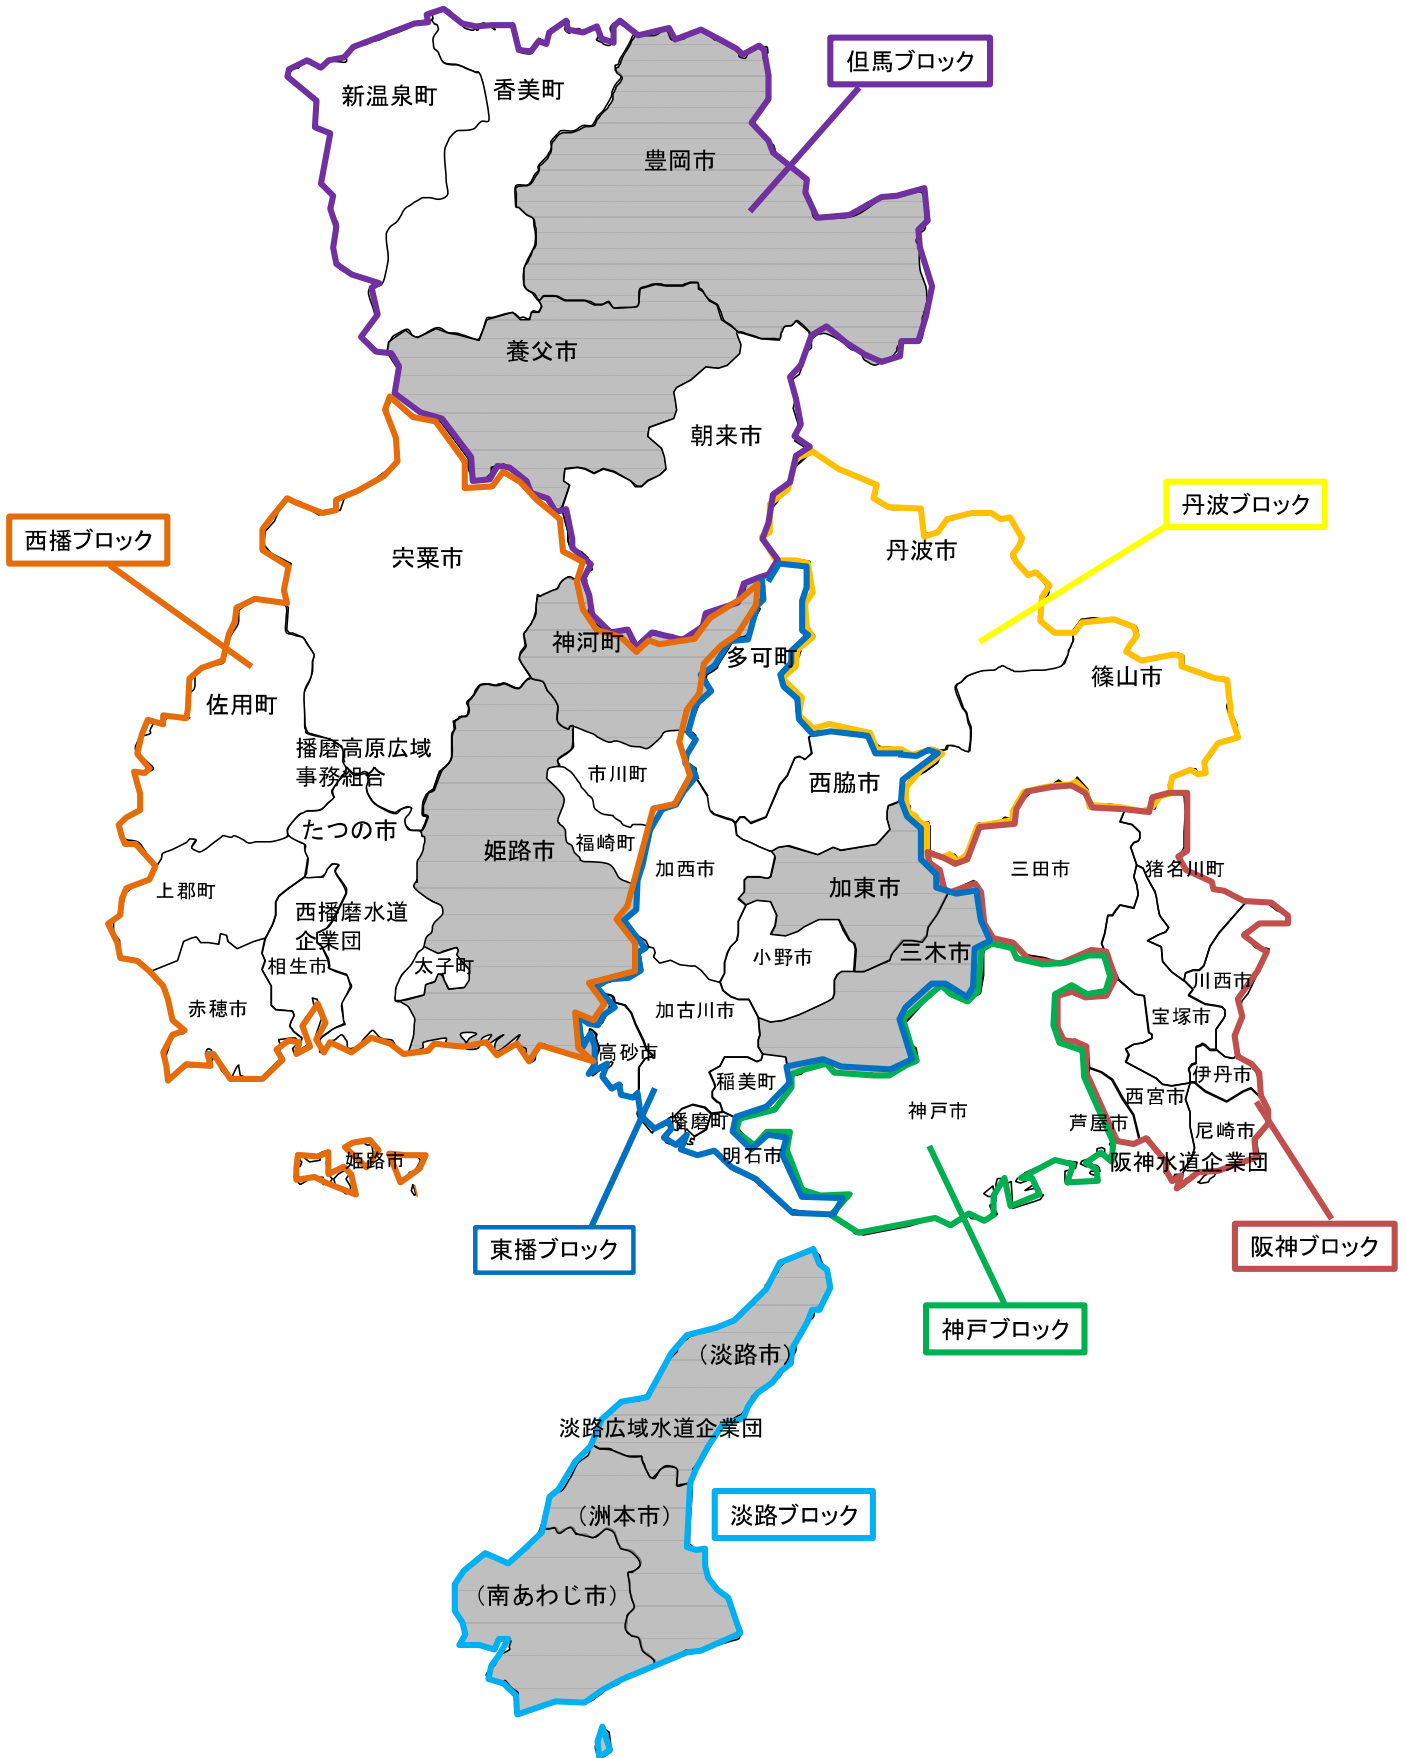 但馬ブロック
新温泉町
香美町
豊岡市
養父市
朝来市
丹波ブロック
西播ブロック
丹波市
宍粟市
神河町
多可町
篠山市
佐用町
播磨高原広域
事務組合
市川町
西脇市
たつの市
姫路市
福崎町
加西市
三田市
猪名川町
上郡町
加東市
西播磨水道
企業団
三木市
小野市
相生市
太子町
川西市
赤穂市
加古川市
宝塚市
高砂市
稲美町
伊丹市
西宮市
神戸市
播磨町
芦屋市
尼崎市
明石市
姫路市
阪神水道企業団
東播ブロック
阪神ブロック
神戸ブロック
（淡路市）
淡路広域水道企業団
（洲本市）
淡路ブロック
（南あわじ市）